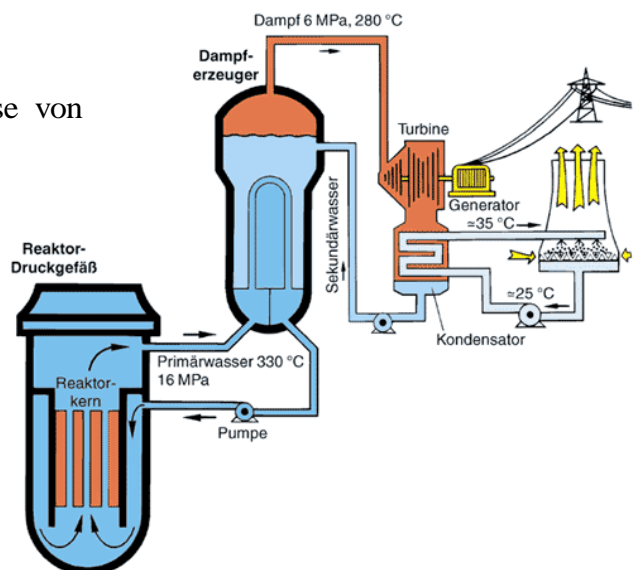 Dampf 6 MPa, 280 °C
Dampf-
erzeuger
se von
Turbine
Generator
≈35 °C
Sekundärwasser
Reaktor-
Druckgefäß
≈25 °C
Kondensator
Primärwasser 330 °C
16 MPa
Reaktor-
kern
Pumpe